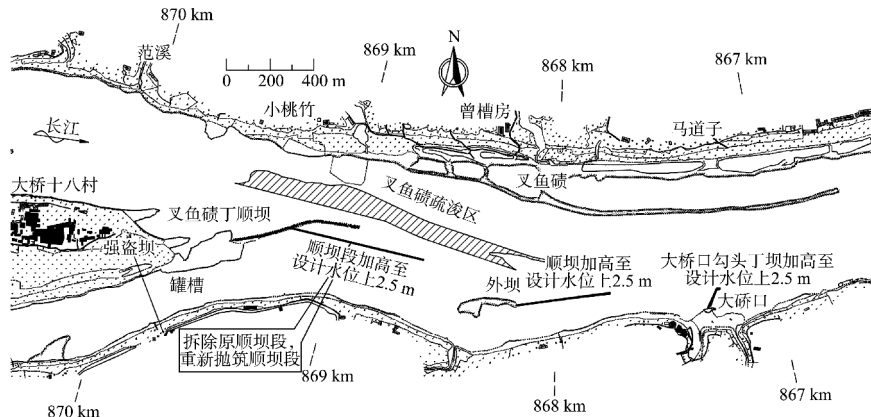 870 km
869 km
N
868 km
867 km
范溪
0 200 400 m
小桃竹
曾槽房
马道子
长江
叉鱼碛
大桥十八村
叉鱼碛丁顺坝
叉鱼碛疏浚区
强盗坝
罐槽
顺坝段加高至
设计水位上2.5 m
外坝
顺坝加高至
设计水位上2.5 m
大桥口勾头丁坝加高至
设计水位上2.5 m
大硚口
拆除原顺坝段，
重新抛筑顺坝段
870 km
869 km
868 km
867 km